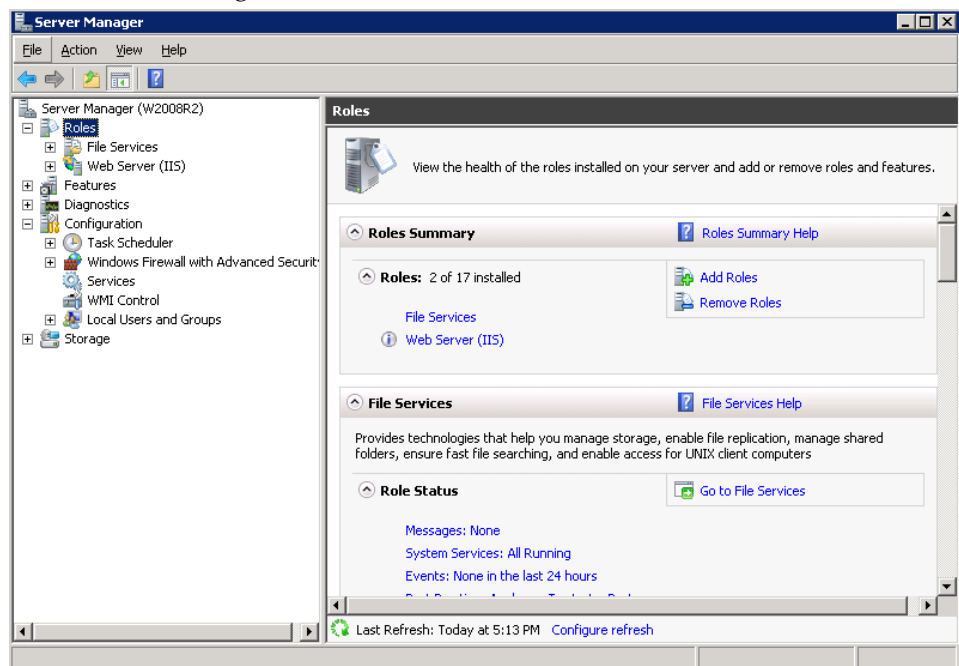 Server Manager
File Action View Help
Server Manager (W2008R2)
Roles
File Services
Web Server (IIS)
Features
Diagnostics
Configuration
Task Scheduler
Windows Firewall with Advanced Securit
Services
WMI Control
Local Users and Groups
Storage
Roles
View the health of the roles installed on your server and add or remove roles and features.
Roles Summary
Roles Summary Help
Roles: 2 of 17 installed
Add Roles
Remove Roles
File Services
Web Server (IIS)
File Services
File Services Help
Provides technologies that help you manage storage, enable file replication, manage shared
folders, ensure fast file searching, and enable access for UNIX client computers
Role Status
Go to File Services
Messages: None
System Services: All Running
Events: None in the last 24 hours
Last Refresh: Today at 5:13 PM Configure refresh